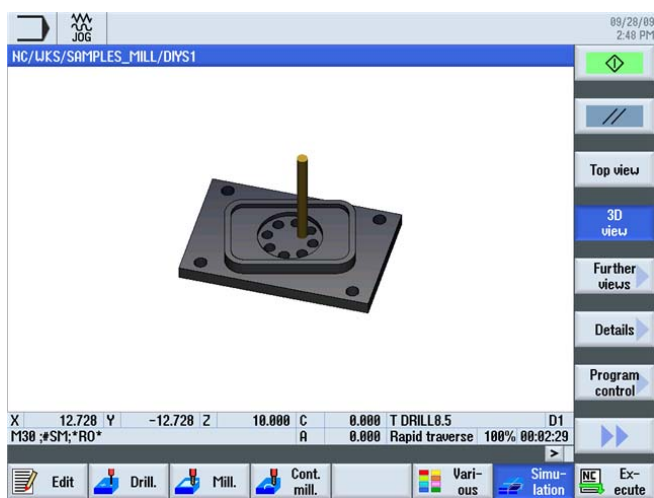 09/28/09
2:48 PM
JOG
NC/WKS/SAMPLES_MILL/DIYS1
Top view
3D
view
Further
views
Details
Program
control
X 12.728 Y -12.728 Z 10.000 C 0.000 T DRILL8.5 D1
M30 ;#SM;*RO* A 0.000 Rapid traverse 100% 00:02:29
>
Edit
Drill.
Mill.
Cont.
mill.
Vari-
ous
Simu-
lation
NC
Ex-
ecute